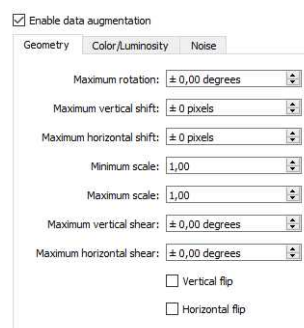 Enable data augmentation
Geometry Color/Luminosity Noise
Maximum rotation: ± 0,00 degrees
Maximum vertical shift: ± 0 pixels
Maximum horizontal shift: ± 0 pixels
Minimum scale: 1,00
Maximum scale: 1,00
Maximum vertical shear: ± 0,00 degrees
Maximum horizontal shear: ± 0,00 degrees
Vertical flip
Horizontal flip